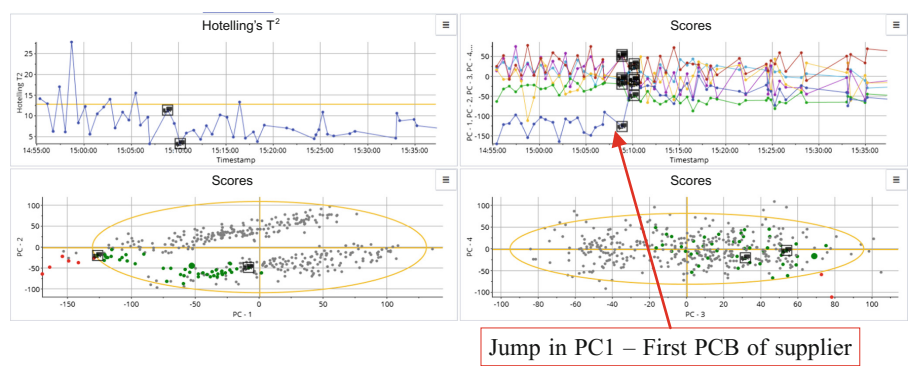 Hotelling's T²
≡
Hotelling T2
25
20
15
10
5
14:55:00 15:00:00 15:05:00 15:10:00 15:15:00 15:20:00 15:25:00 15:30:00 15:35:00
Timestamp
Scores
≡
PC - 1, PC - 2, PC - 3, PC - 4,...
50
0
-50
-100
-150
14:55:00 15:00:00 15:05:00 15:10:00 15:15:00 15:20:00 15:25:00 15:30:00 15:35:00
Timestamp
Scores
≡
PC - 2
100
50
0
-50
-100
-150 -100 -50 0 50 100
PC - 1
Scores
≡
PC - 4
100
50
0
-50
-100
-100 -80 -60 -40 -20 0 20 40 60 80 100
PC - 3
Jump in PC1 – First PCB of supplier